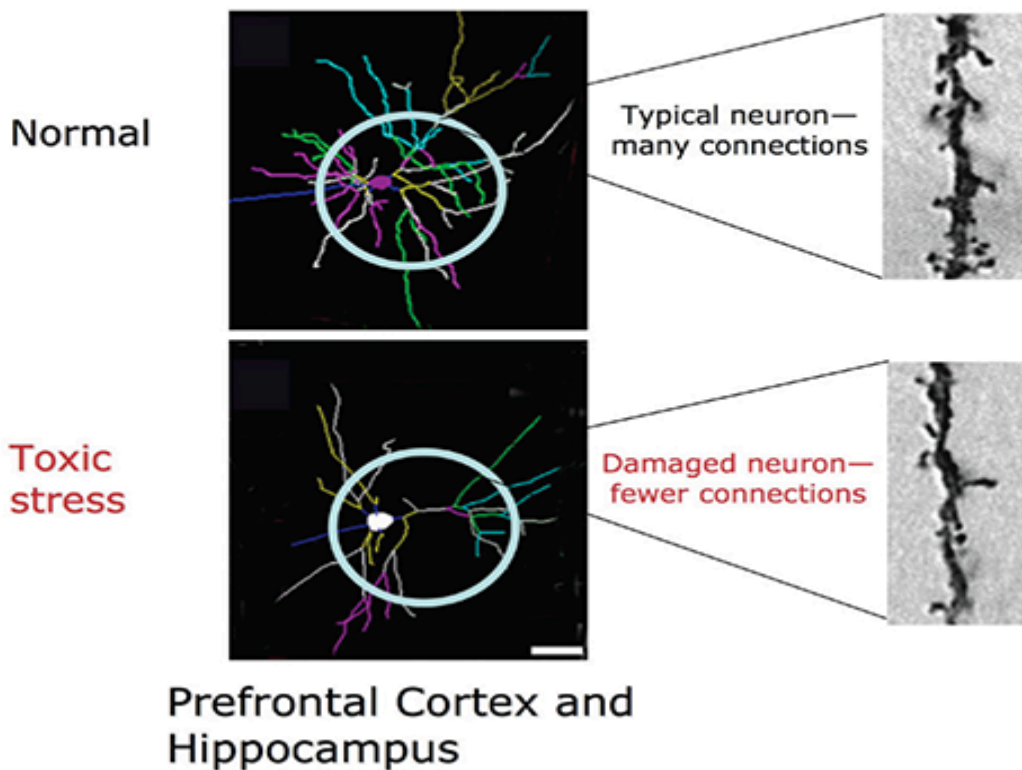 Normal
Typical neuron—
many connections
Toxic
stress
Damaged neuron—
fewer connections
Prefrontal Cortex and
Hippocampus